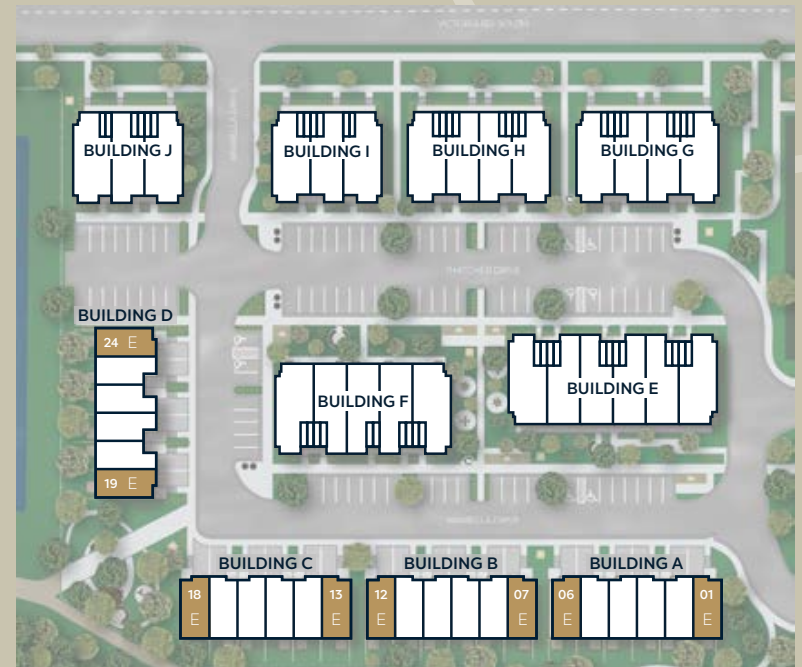 BUILDING J
BUILDING I
BUILDING H
BUILDING G
BUILDING D
24 E
19 E
BUILDING F
BUILDING E
BUILDING C
BUILDING B
BUILDING A
18
E
13
E
12
E
07
E
06
E
01
E